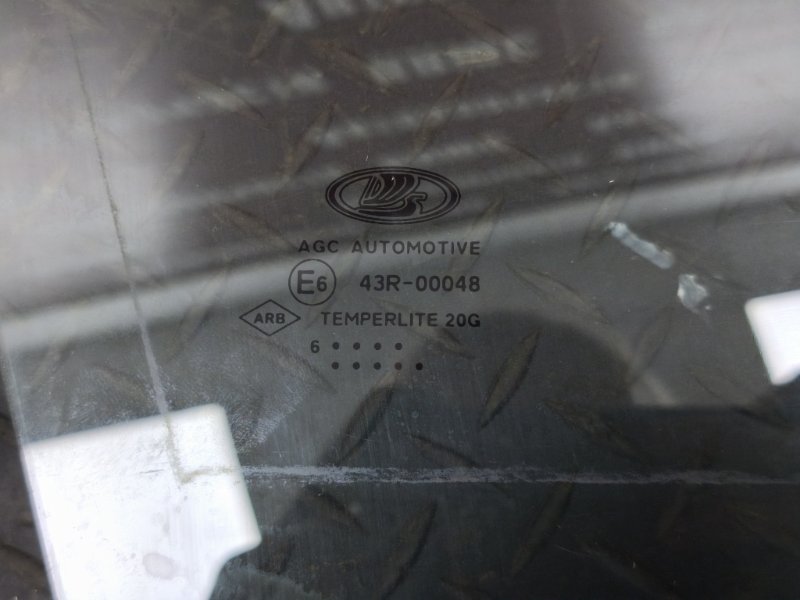 AGC AUTOMOTIVE
E6 43R-00048
ARB TEMPERLITE 20G
6 • • • •
• • • • •